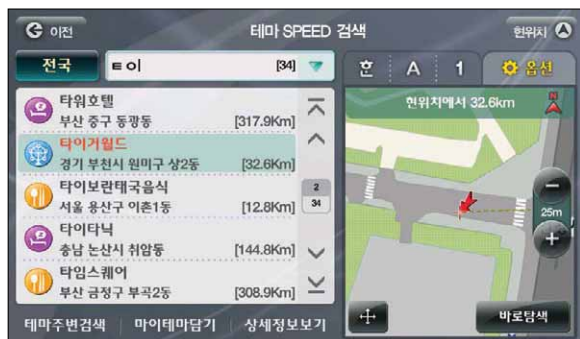 이전
테마 SPEED 검색
현위치
전국
ㅌㅇ
[34]
호
A
1
옵션
타워호텔
부산 중구 동광동 [317.9Km]
타이거월드
경기 부천시 원미구 상2동 [32.6Km]
타이보란태국음식
서울 용산구 이촌1동 [12.8Km]
타이타닉
충남 논산시 취암동 [144.8Km]
타임스퀘어
부산 금정구 부곡2동 [308.9Km]
2
34
현위치에서 32.6km
N
25m
테마주변검색
마이테마담기
상세정보보기
바로탐색